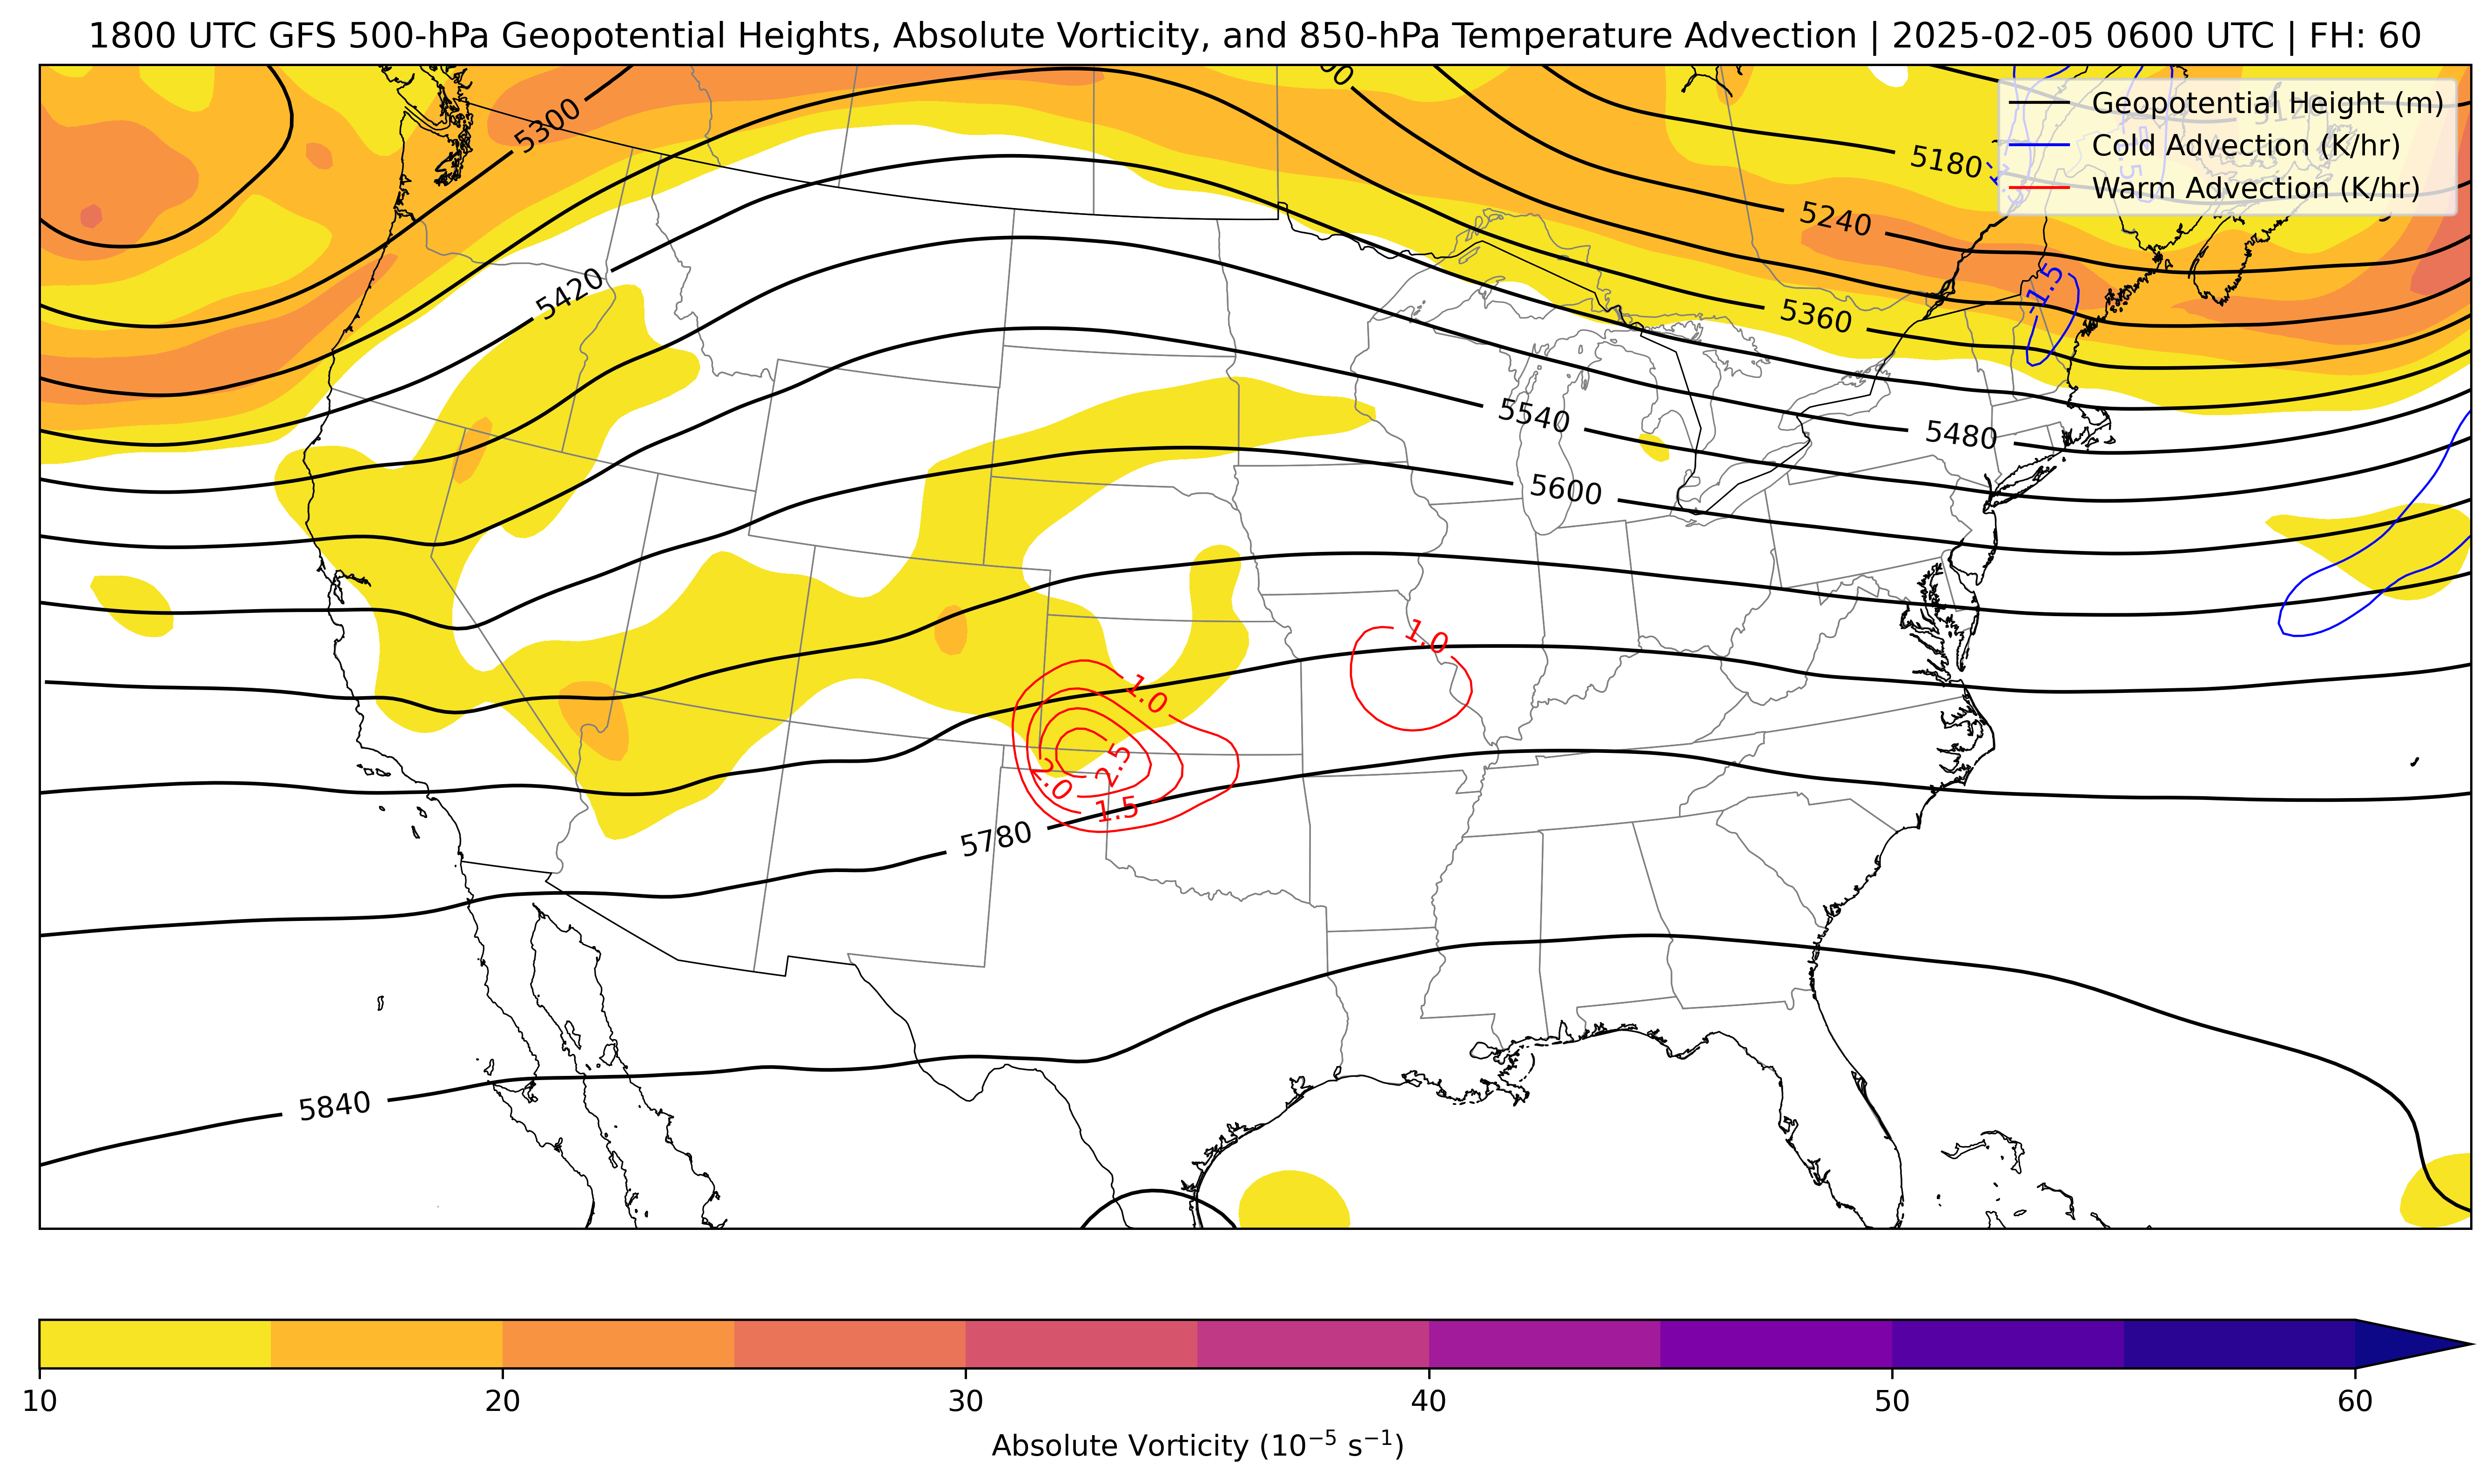 1800 UTC GFS 500-hPa Geopotential Heights, Absolute Vorticity, and 850-hPa Temperature Advection | 2025-02-05 0600 UTC | FH: 60
Geopotential Height (m)
Cold Advection (K/hr)
Warm Advection (K/hr)
5300
5180
5240
-1.5
5420
5360
5540
5480
5600
1.0
1.0
2.5
2.0
1.5
5780
5840
10 20 30 40 50 60
Absolute Vorticity (10⁻⁵ s⁻¹)